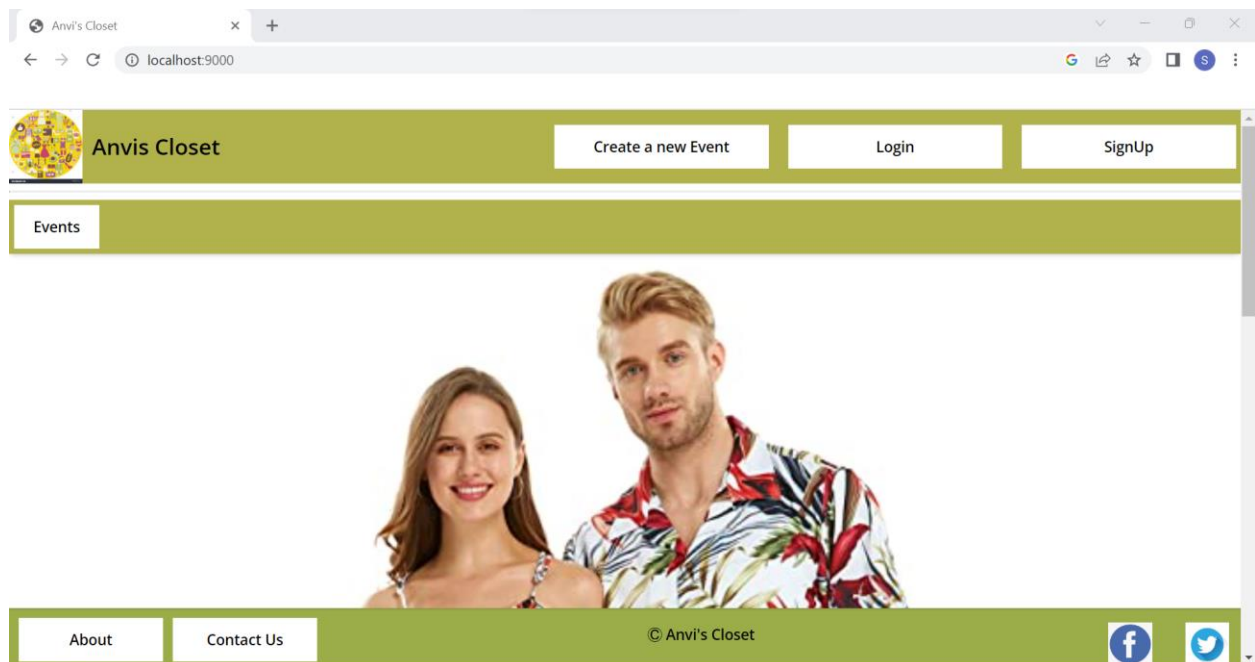 Anvi's Closet
localhost:9000
S
Anvis Closet
Create a new Event
Login
SignUp
Events
About
Contact Us
© Anvi's Closet